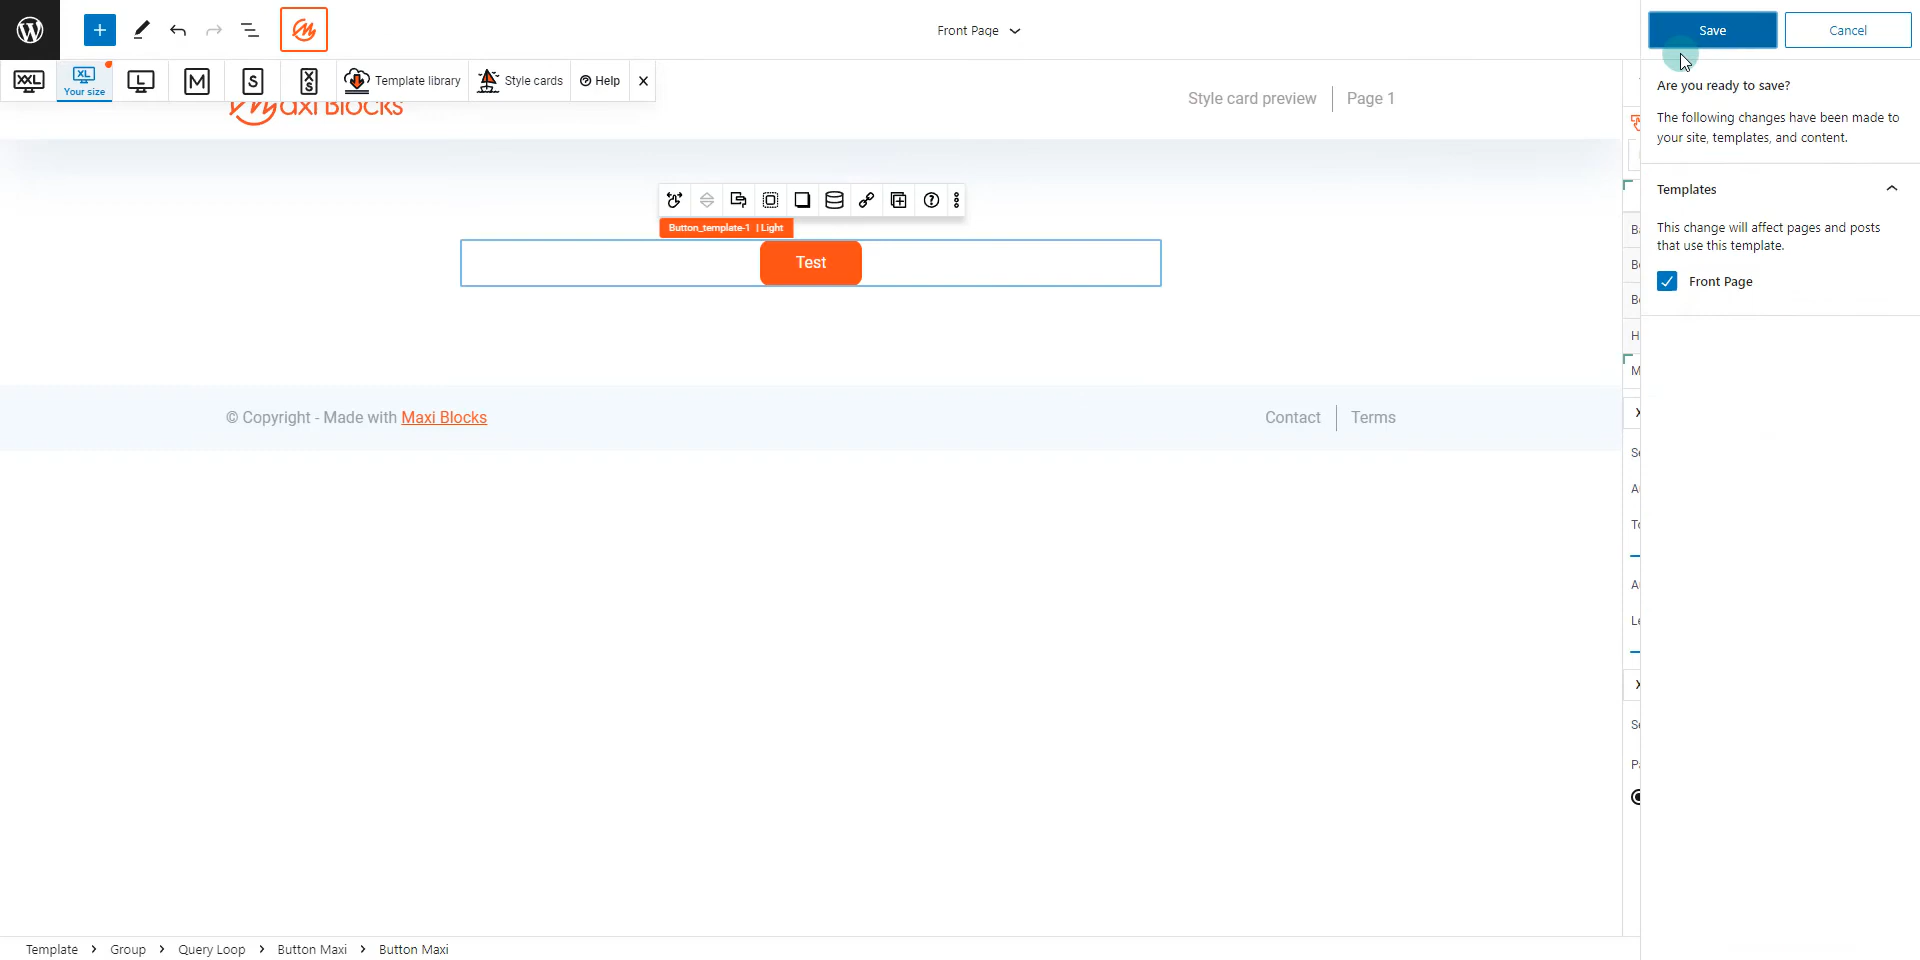 Front Page
Save
Cancel
XXL
XL
Your size
L
M
S
XS
Template library
Style cards
Help
Maxi Blocks
Style card preview
Page 1
Are you ready to save?
The following changes have been made to
your site, templates, and content.
Templates
This change will affect pages and posts
that use this template.
Front Page
Button_template-1 | Light
Test
© Copyright - Made with Maxi Blocks
Contact
Terms
Template > Group > Query Loop > Button Maxi > Button Maxi